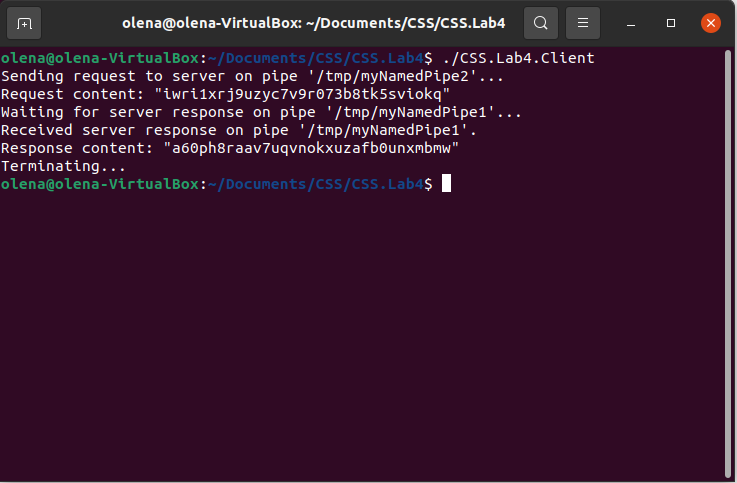 olena@olena-VirtualBox: ~/Documents/CSS/CSS.Lab4
olena@olena-VirtualBox:~/Documents/CSS/CSS.Lab4$ ./CSS.Lab4.Client
Sending request to server on pipe '/tmp/myNamedPipe2'...
Request content: "iwri1xrj9uzyc7v9r073b8tk5sviokq"
Waiting for server response on pipe '/tmp/myNamedPipe1'...
Received server response on pipe '/tmp/myNamedPipe1'.
Response content: "a60ph8raav7uqvnokxuzafb0unxmbmw"
Terminating...
olena@olena-VirtualBox:~/Documents/CSS/CSS.Lab4$